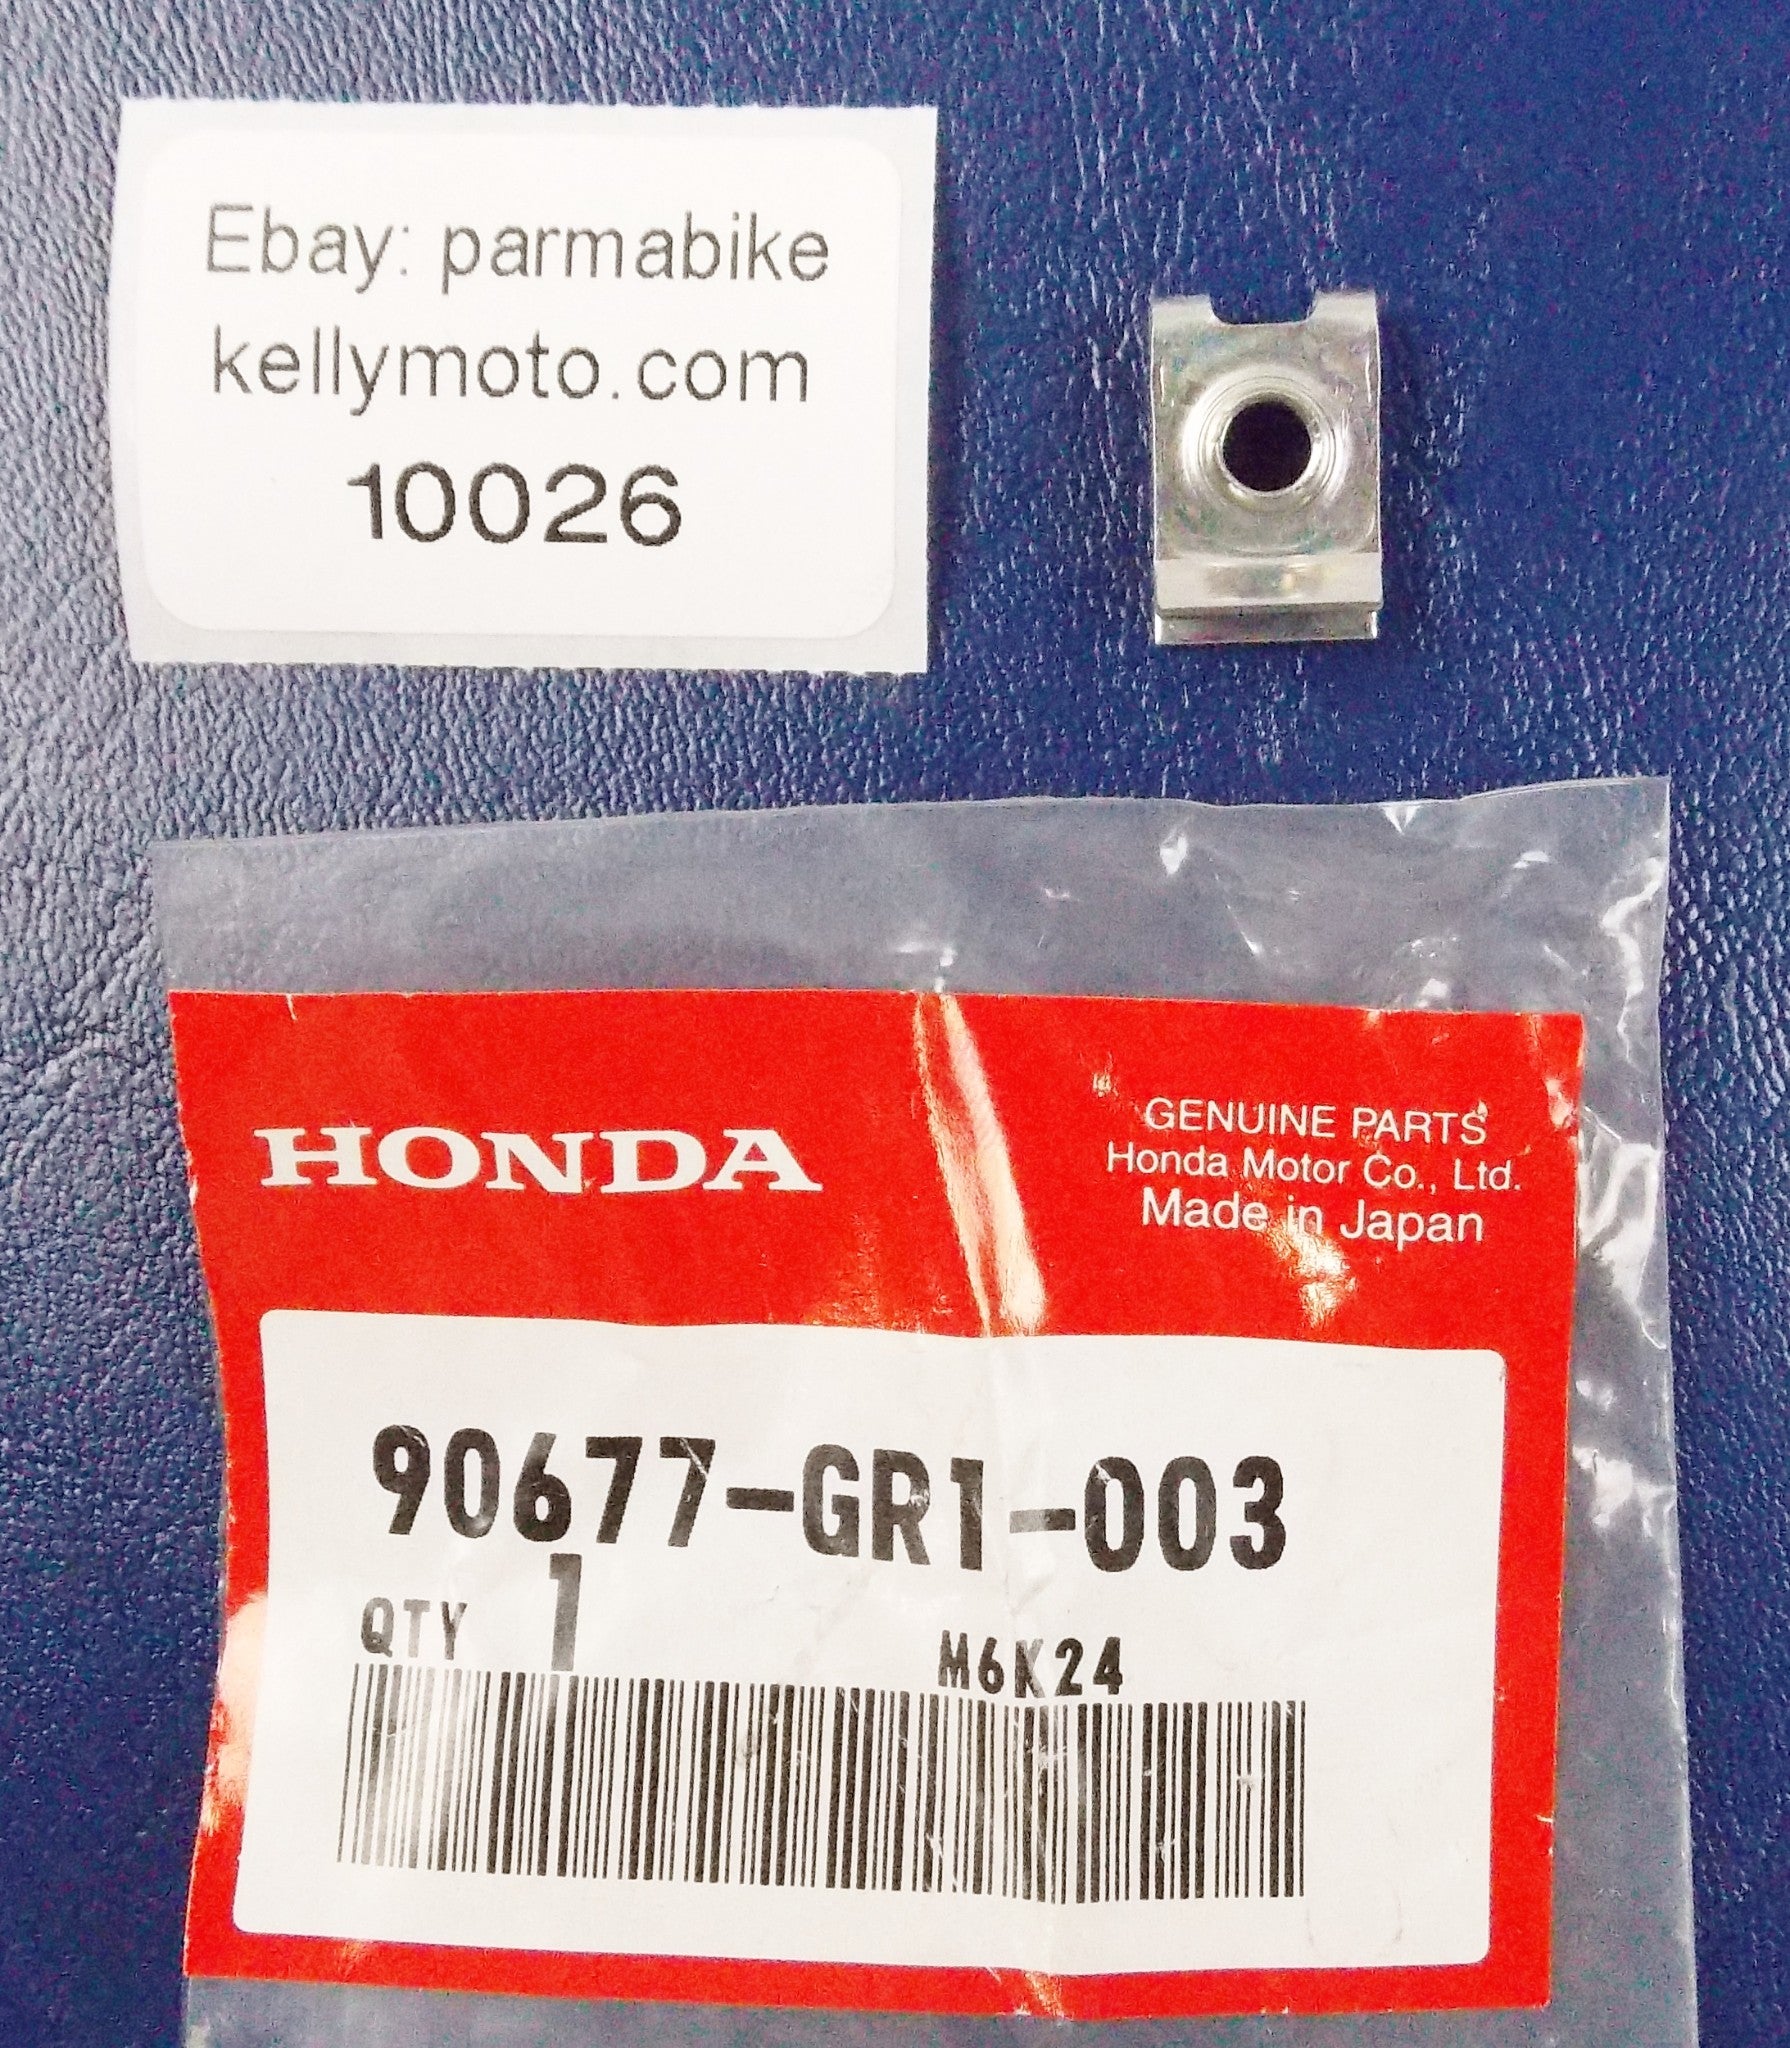 Ebay: parmabike
kellymoto.com
10026
HONDA
GENUINE PARTS
Honda Motor Co., Ltd.
Made in Japan
90677-GR1-003
QTY 1
M6K24